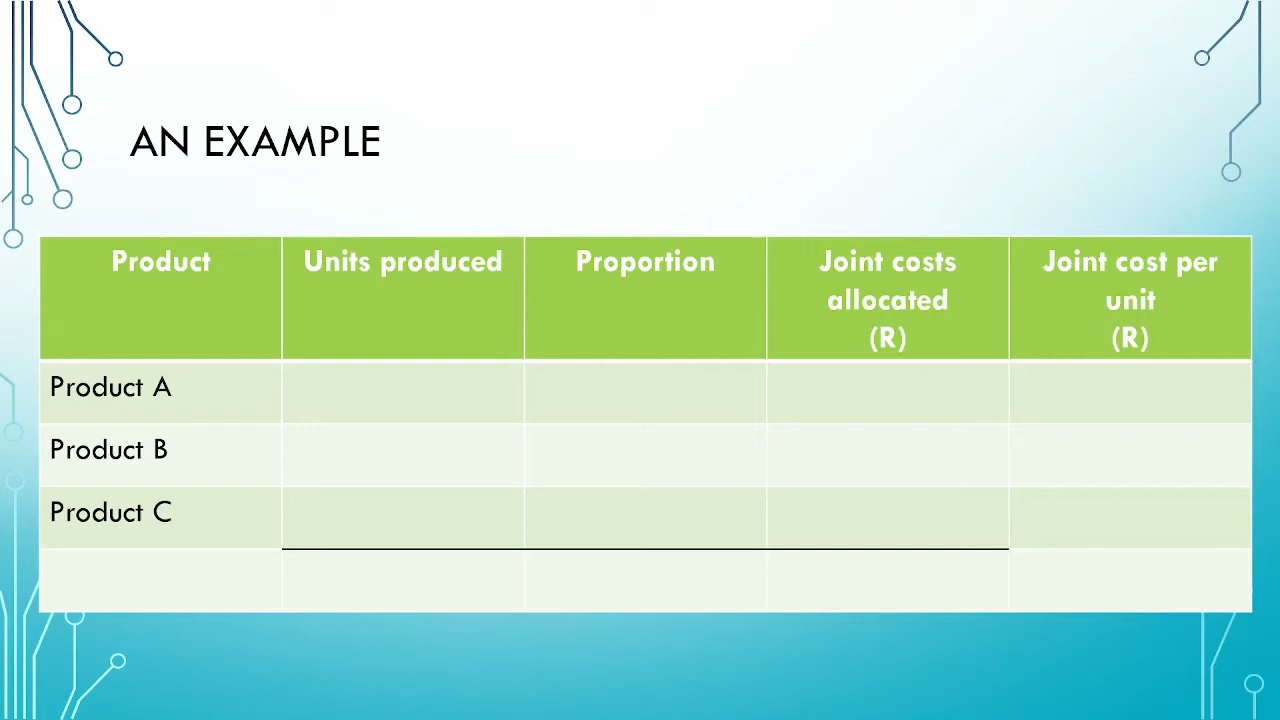 AN EXAMPLE
Product
Units produced
Proportion
Joint costs
allocated
(R)
Joint cost per
unit
(R)
Product A
Product B
Product C